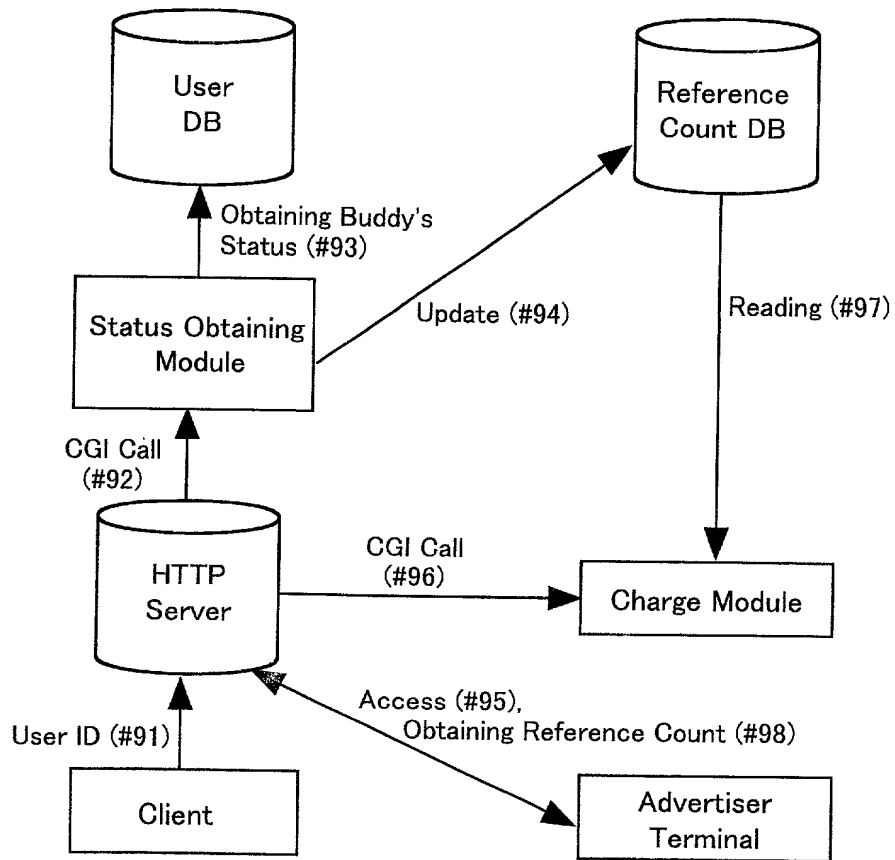 User
DB
Reference
Count DB
Obtaining Buddy's
Status (#93)
Status Obtaining
Module
Update (#94)
Reading (#97)
CGI Call
(#92)
HTTP
Server
CGI Call
(#96)
Charge Module
User ID (#91)
Access (#95),
Obtaining Reference Count (#98)
Client
Advertiser
Terminal